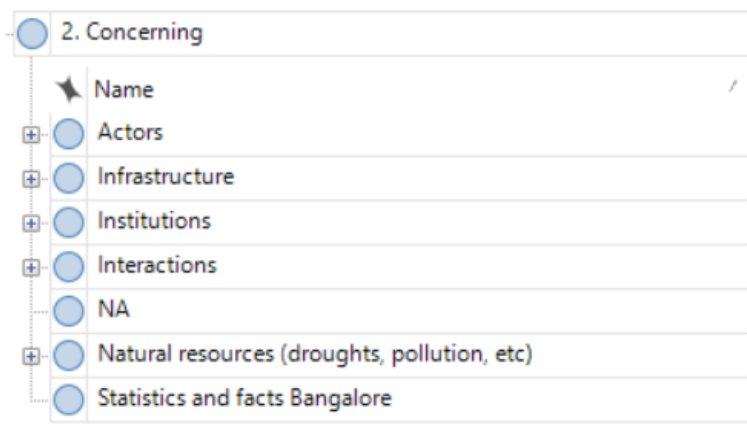 2. Concerning
Name
Actors
Infrastructure
Institutions
Interactions
NA
Natural resources (droughts, pollution, etc)
Statistics and facts Bangalore